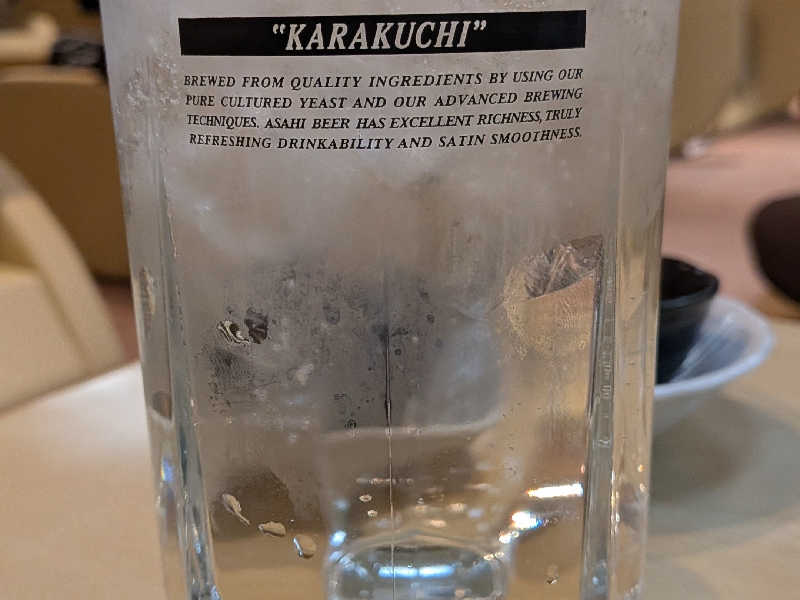 "KARAKUCHI"
BREWED FROM QUALITY INGREDIENTS BY USING OUR
PURE CULTURED YEAST AND OUR ADVANCED BREWING
TECHNIQUES. ASAHI BEER HAS EXCELLENT RICHNESS, TRULY
REFRESHING DRINKABILITY AND SATIN SMOOTHNESS.